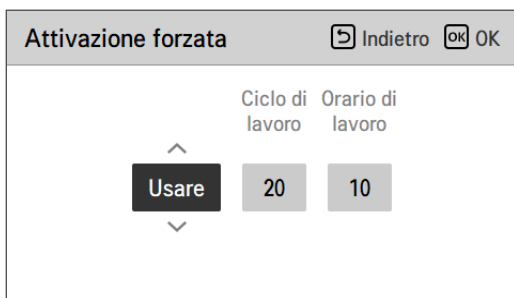 Attivazione forzata Indietro OK OK
Ciclo di Orario di
lavoro lavoro
Usare 20 10